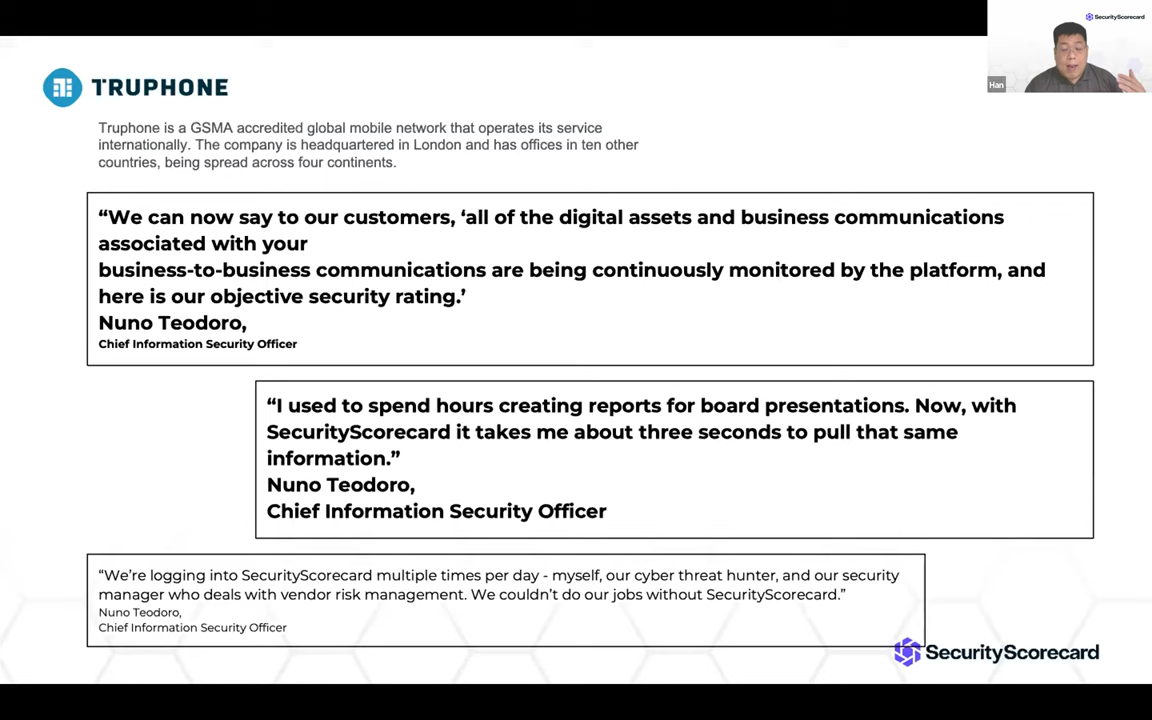 SecurityScorecard
Han
TRUPHONE
Truphone is a GSMA accredited global mobile network that operates its service
internationally. The company is headquartered in London and has offices in ten other
countries, being spread across four continents.
“We can now say to our customers, ‘all of the digital assets and business communications
associated with your
business-to-business communications are being continuously monitored by the platform, and
here is our objective security rating.’
Nuno Teodoro,
Chief Information Security Officer
“I used to spend hours creating reports for board presentations. Now, with
SecurityScorecard it takes me about three seconds to pull that same
information.”
Nuno Teodoro,
Chief Information Security Officer
“We’re logging into SecurityScorecard multiple times per day - myself, our cyber threat hunter, and our security
manager who deals with vendor risk management. We couldn’t do our jobs without SecurityScorecard.”
Nuno Teodoro,
Chief Information Security Officer
SecurityScorecard